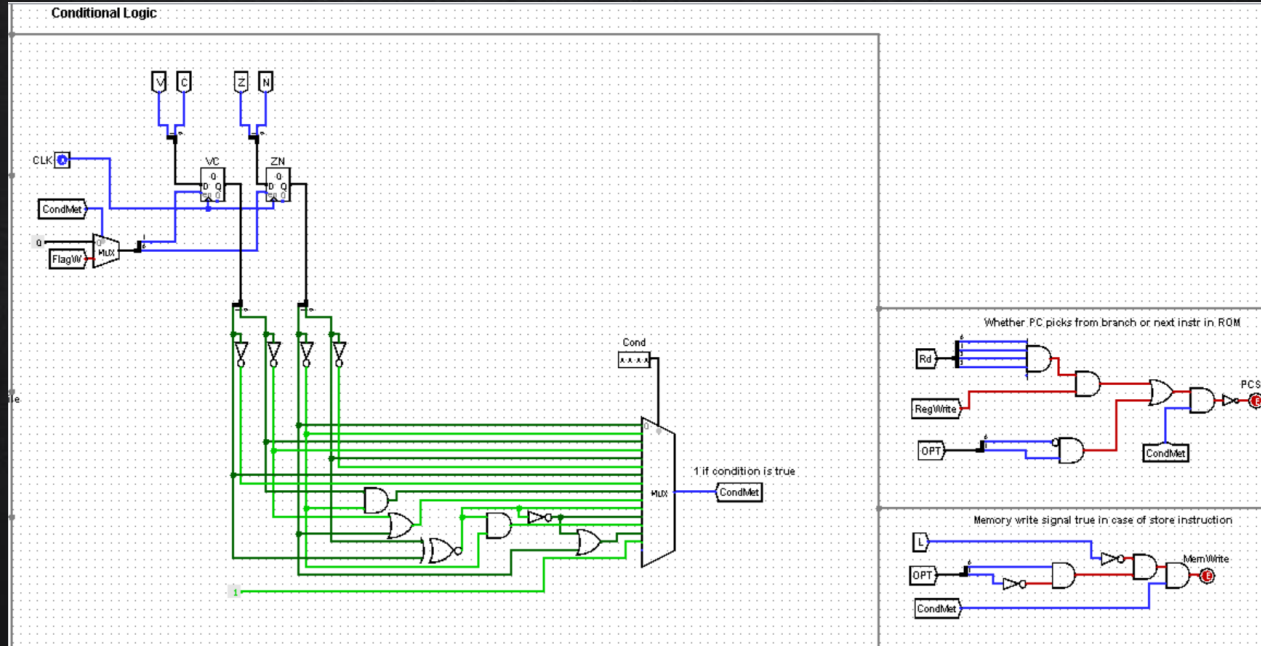 Conditional Logic
V C Z N
CLK
VC ZN
Q Q
D Q D Q
CondMet
0
MUX
FlagW
Cond
x x x x
1 if condition is true
MUX
CondMet
1
Whether PC picks from branch or next instr in ROM
Rd
RegWrite
PCS
OPT
CondMet
Memory write signal true in case of store instruction
L
MemWrite
OPT
CondMet